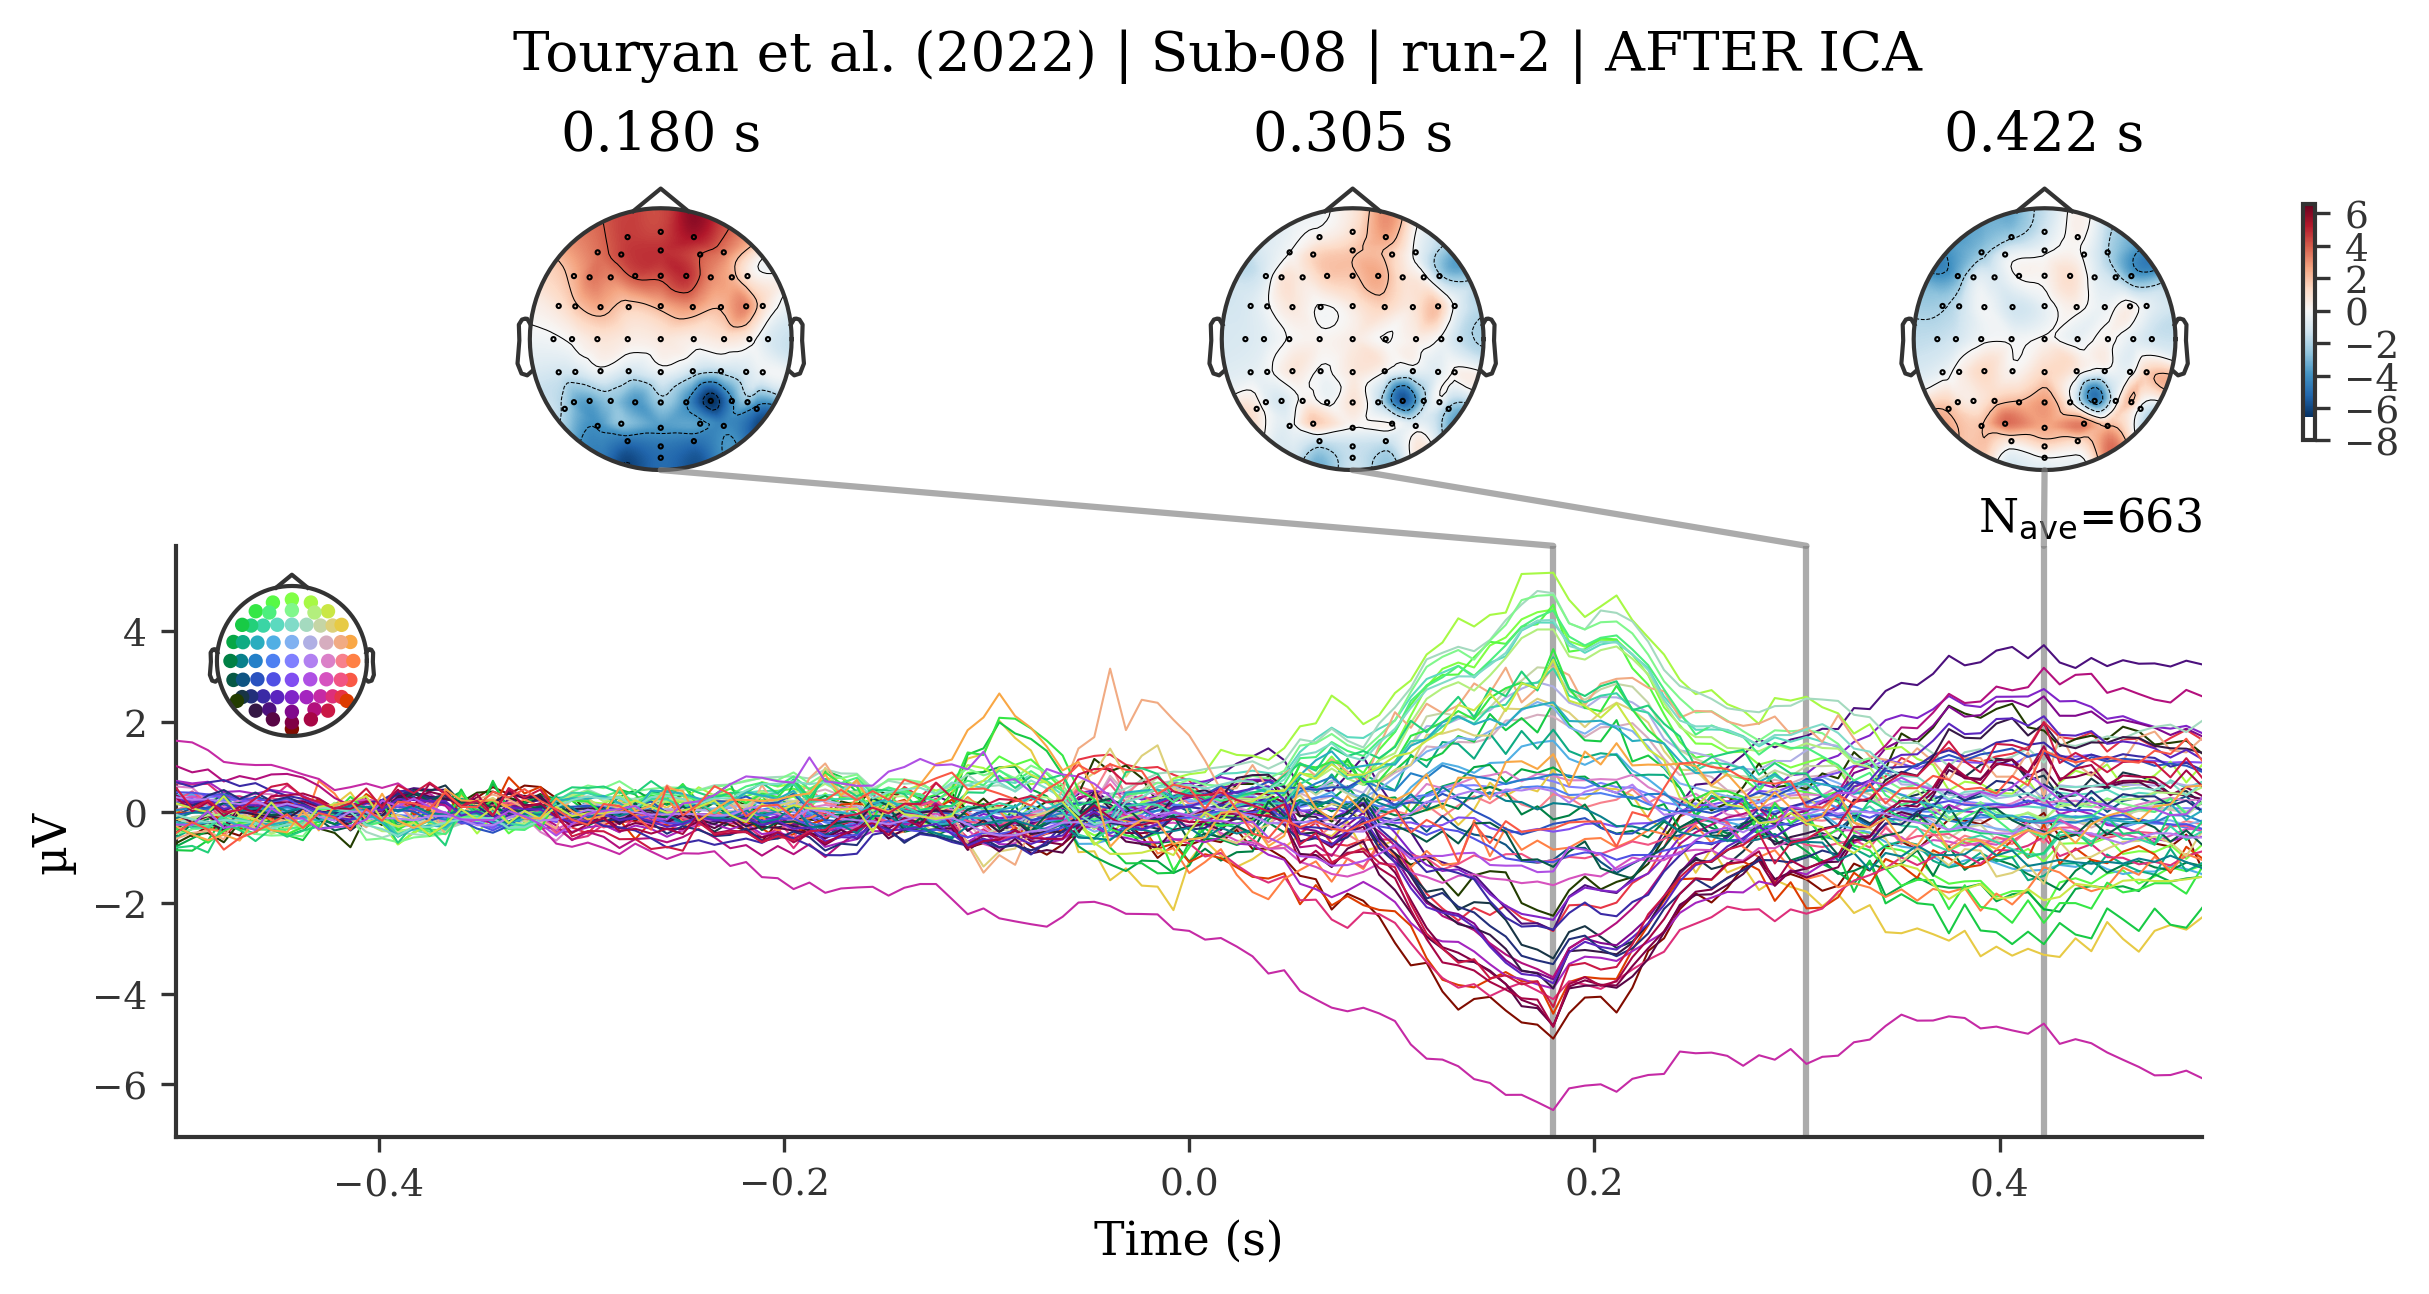 Touryan et al. (2022) | Sub-08 | run-2 | AFTER ICA
0.180 s
0.305 s
0.422 s
6
4
2
0
−2
−4
−6
−8
Nave=663
4
2
0
−2
−4
−6
µV
−0.4
−0.2
0.0
0.2
0.4
Time (s)